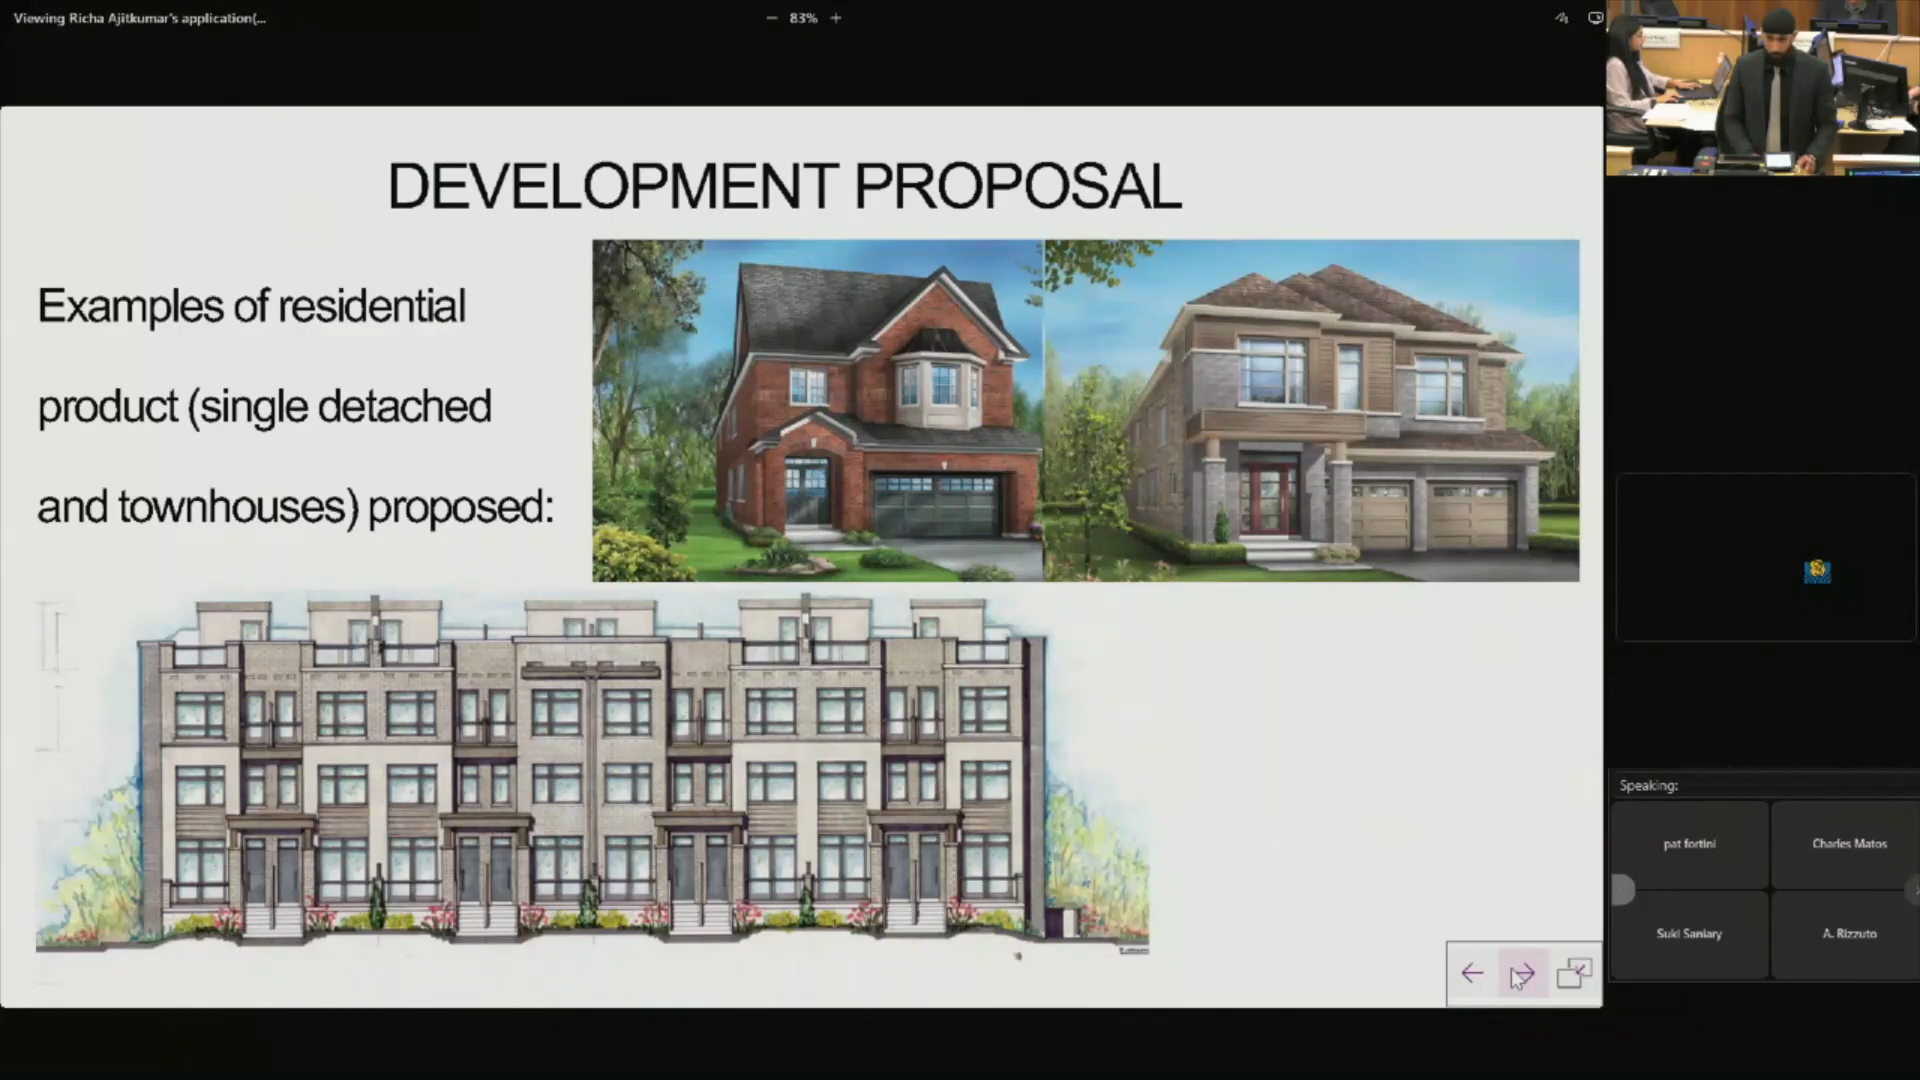 Viewing Richa Ajitkumar's application(...
83%
DEVELOPMENT PROPOSAL
Examples of residential
product (single detached
and townhouses) proposed:
Speaking:
pat fortini
Charles Matos
Suki Saniary
A. Rizzuto